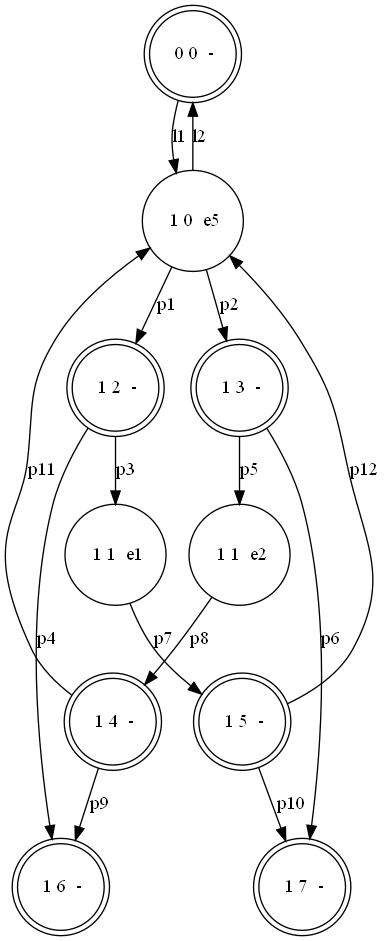 0 0 -
l1
l2
1 0 e5
p1
p2
1 2 -
1 3 -
p11
p3
p5
p12
1 1 e1
1 1 e2
p4
p7
p8
p6
1 4 -
1 5 -
p9
p10
1 6 -
1 7 -